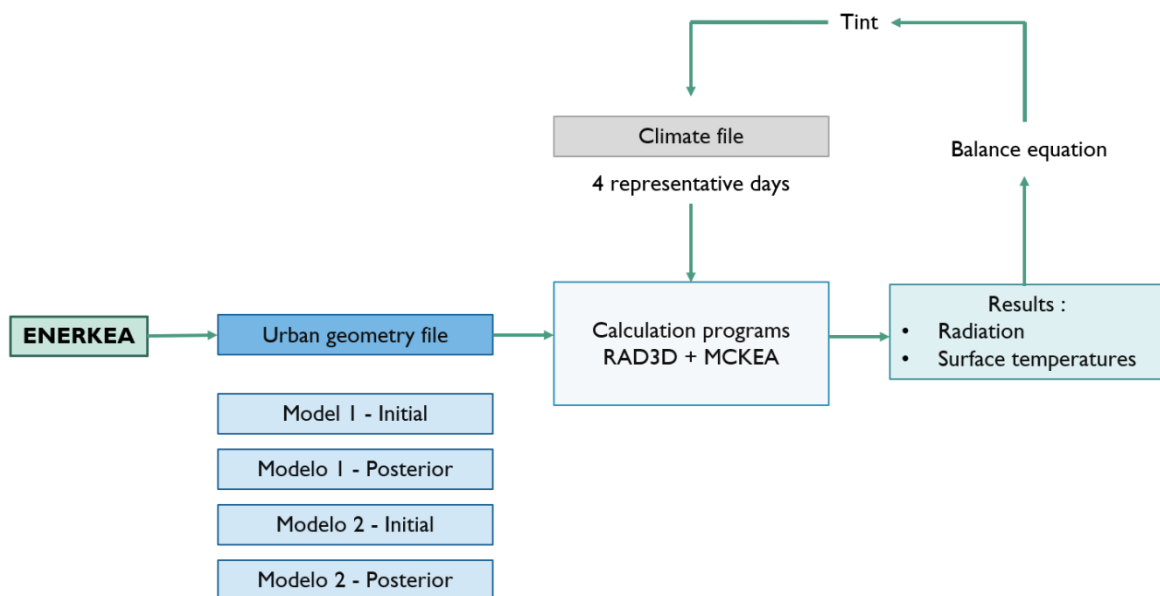 Tint
Climate file
Balance equation
4 representative days
ENERKEA
Urban geometry file
Calculation programs
RAD3D + MCKEA
Results :
• Radiation
• Surface temperatures
Model 1 - Initial
Modelo 1 - Posterior
Modelo 2 - Initial
Modelo 2 - Posterior